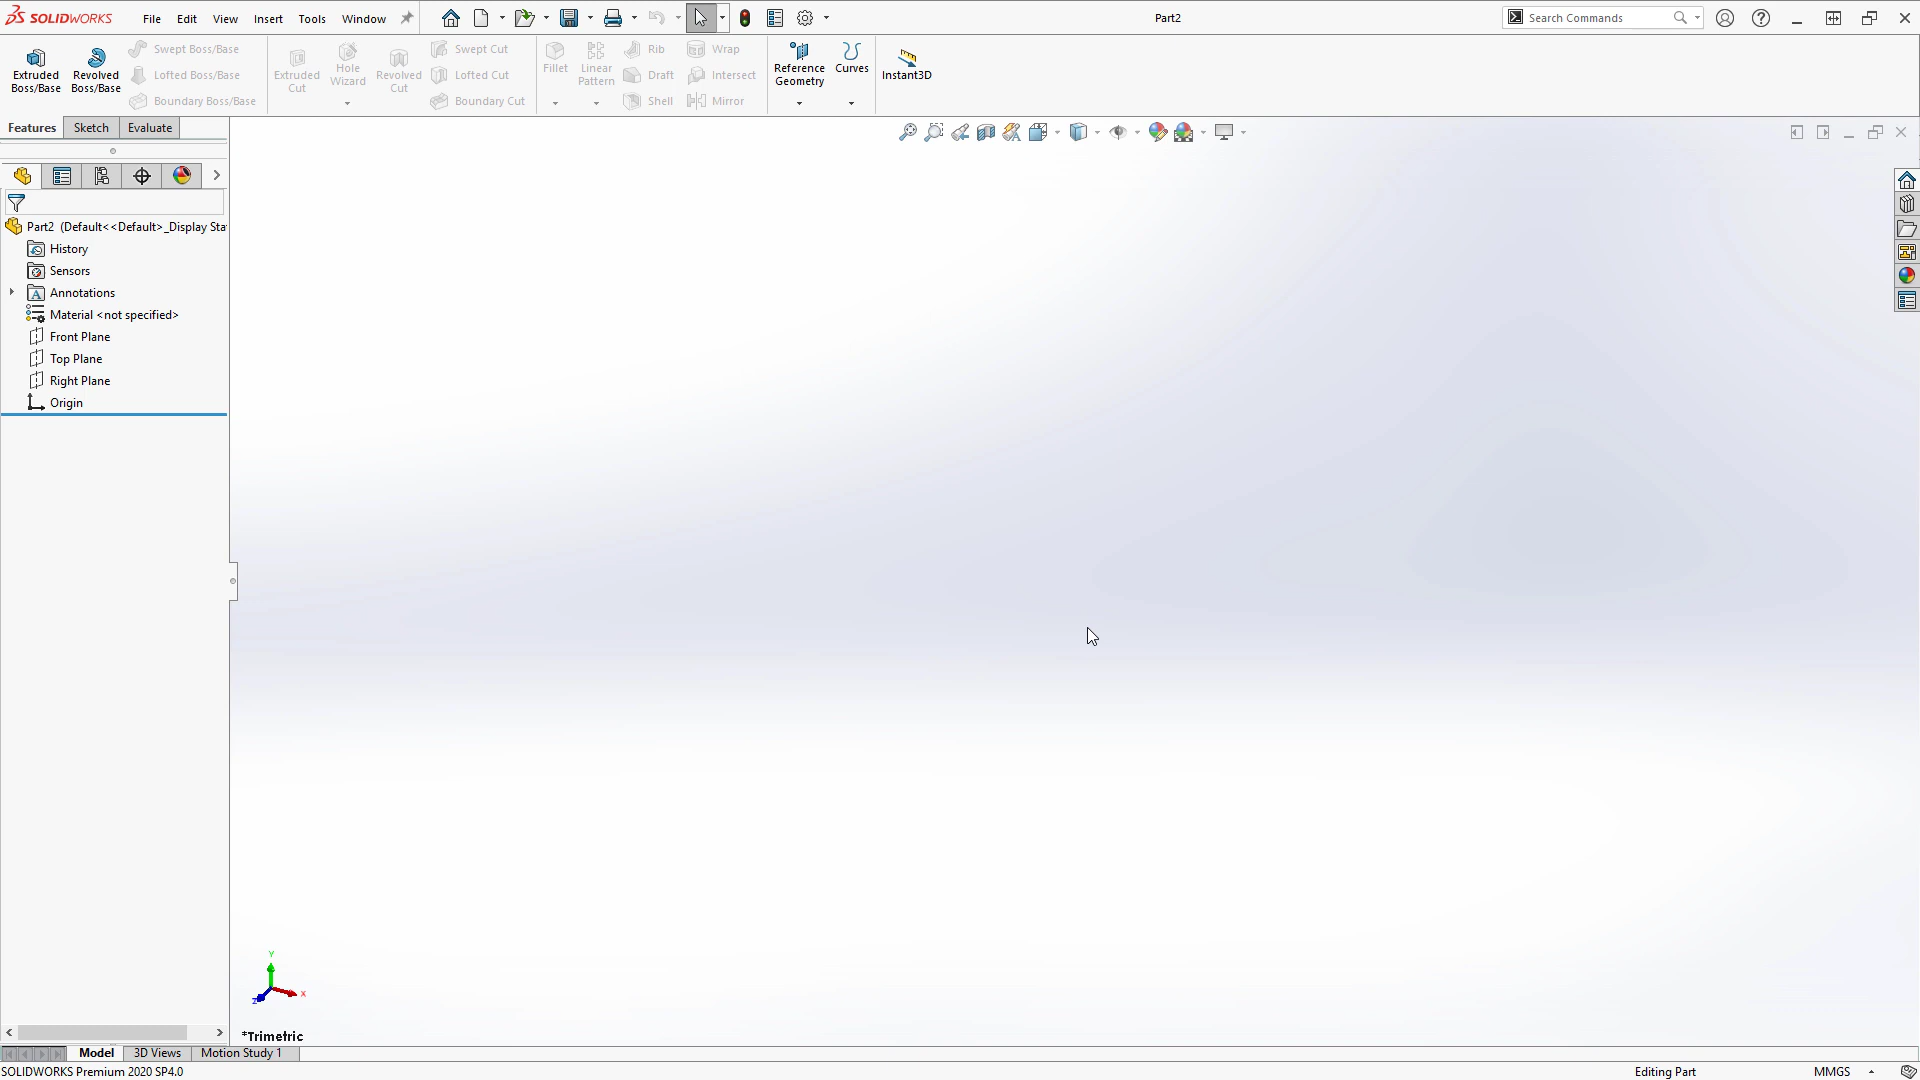 SOLIDWORKS File Edit View Insert Tools Window Part2 Search Commands
Extruded Boss/Base
Revolved Boss/Base
Swept Boss/Base
Lofted Boss/Base
Boundary Boss/Base
Extruded Cut
Hole Wizard
Revolved Cut
Swept Cut
Lofted Cut
Boundary Cut
Fillet
Linear Pattern
Rib
Draft
Shell
Wrap
Intersect
Mirror
Reference Geometry
Curves
Instant3D
Features Sketch Evaluate
Part2 (Default<<Default>_Display Sta
History
Sensors
Annotations
Material <not specified>
Front Plane
Top Plane
Right Plane
Origin
Y
X
Z
*Trimetric
Model 3D Views Motion Study 1
SOLIDWORKS Premium 2020 SP4.0 Editing Part MMGS